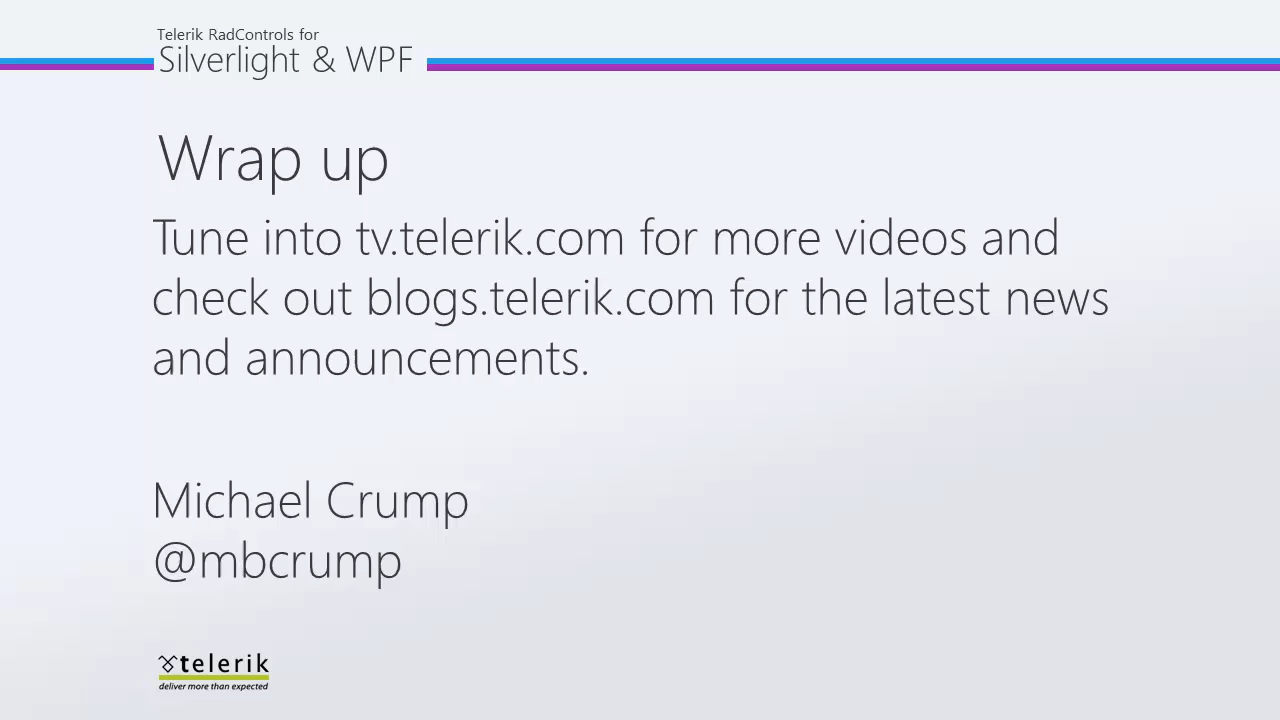 Telerik RadControls for
Silverlight & WPF
Wrap up
Tune into tv.telerik.com for more videos and
check out blogs.telerik.com for the latest news
and announcements.
Michael Crump
@mbcrump
telerik
deliver more than expected